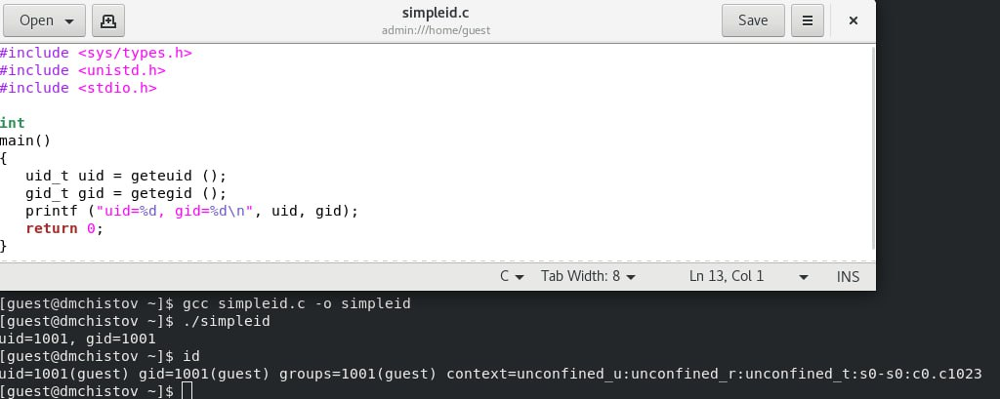 Open
simpleid.c
admin:///home/guest
Save
#include <sys/types.h>
#include <unistd.h>
#include <stdio.h>
int
main()
{
uid_t uid = geteuid ();
gid_t gid = getegid ();
printf ("uid=%d, gid=%d\n", uid, gid);
return 0;
}
C Tab Width: 8 Ln 13, Col 1 INS
[guest@dmchistov ~]$ gcc simpleid.c -o simpleid
[guest@dmchistov ~]$ ./simpleid
uid=1001, gid=1001
[guest@dmchistov ~]$ id
uid=1001(guest) gid=1001(guest) groups=1001(guest) context=unconfined_u:unconfined_r:unconfined_t:s0-s0:c0.c1023
[guest@dmchistov ~]$